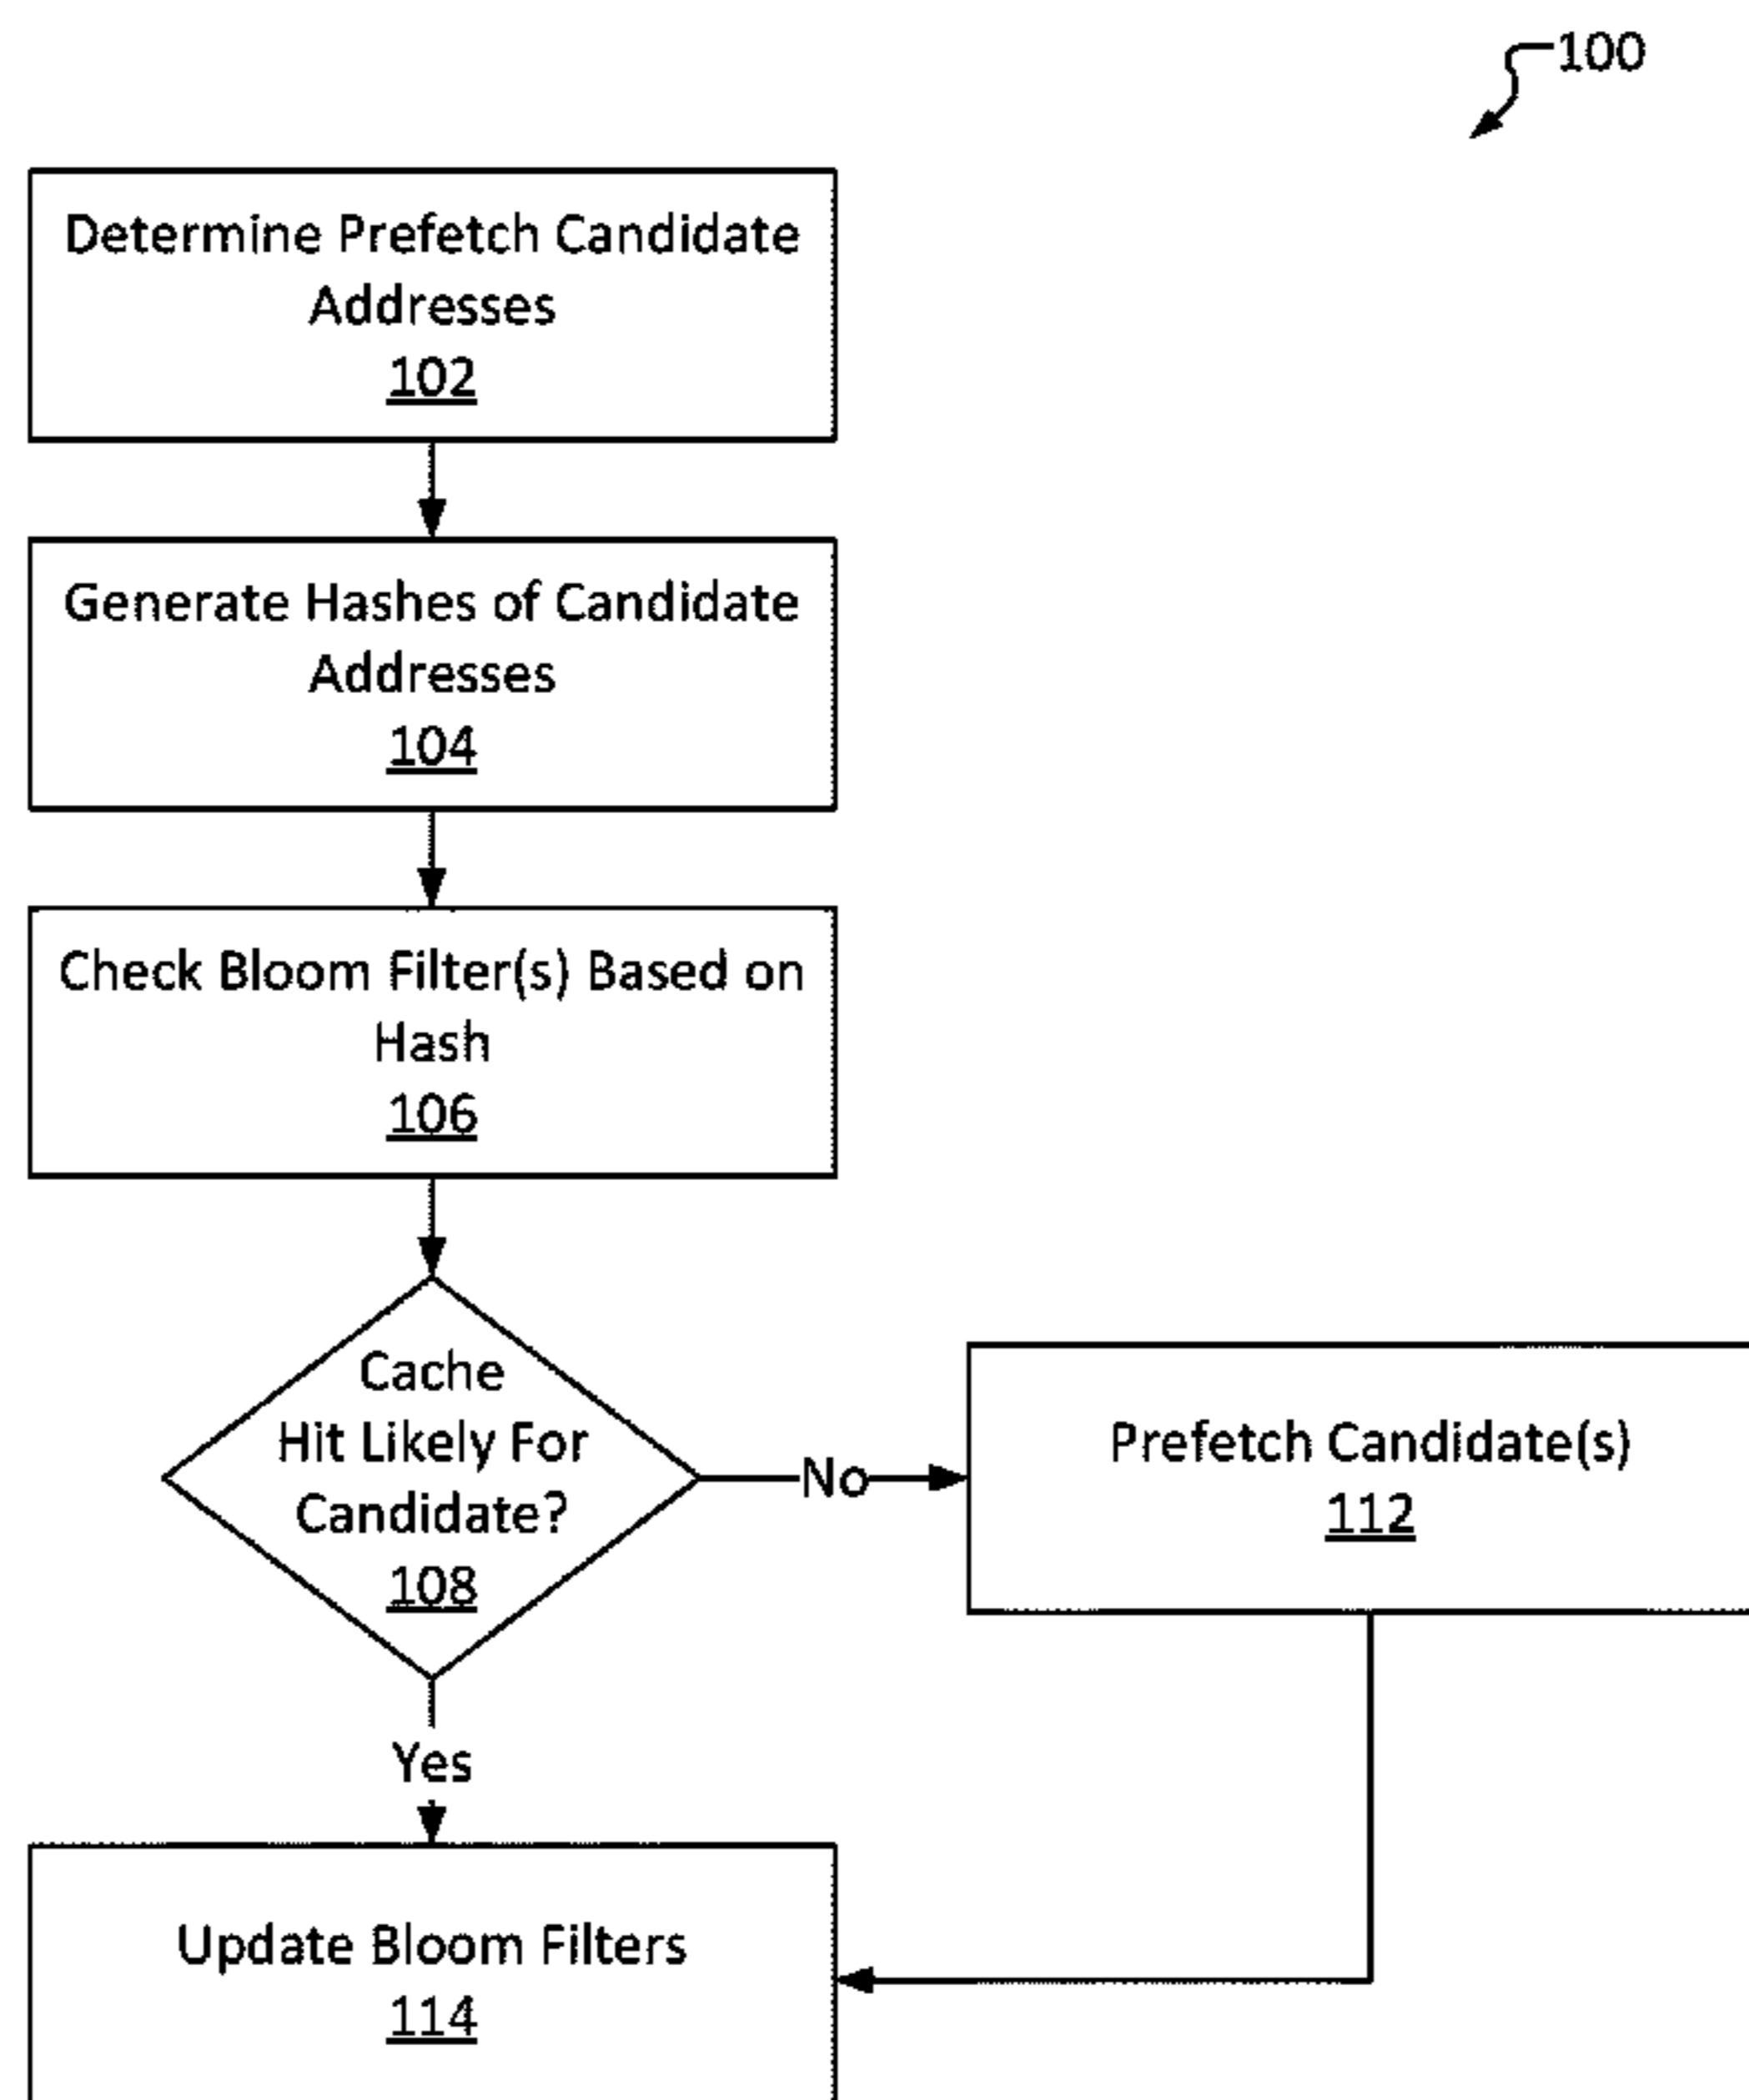 100
Determine Prefetch Candidate
Addresses
102
Generate Hashes of Candidate
Addresses
104
Check Bloom Filter(s) Based on
Hash
106
Cache
Hit Likely For
Candidate?
108
No
Prefetch Candidate(s)
112
Yes
Update Bloom Filters
114